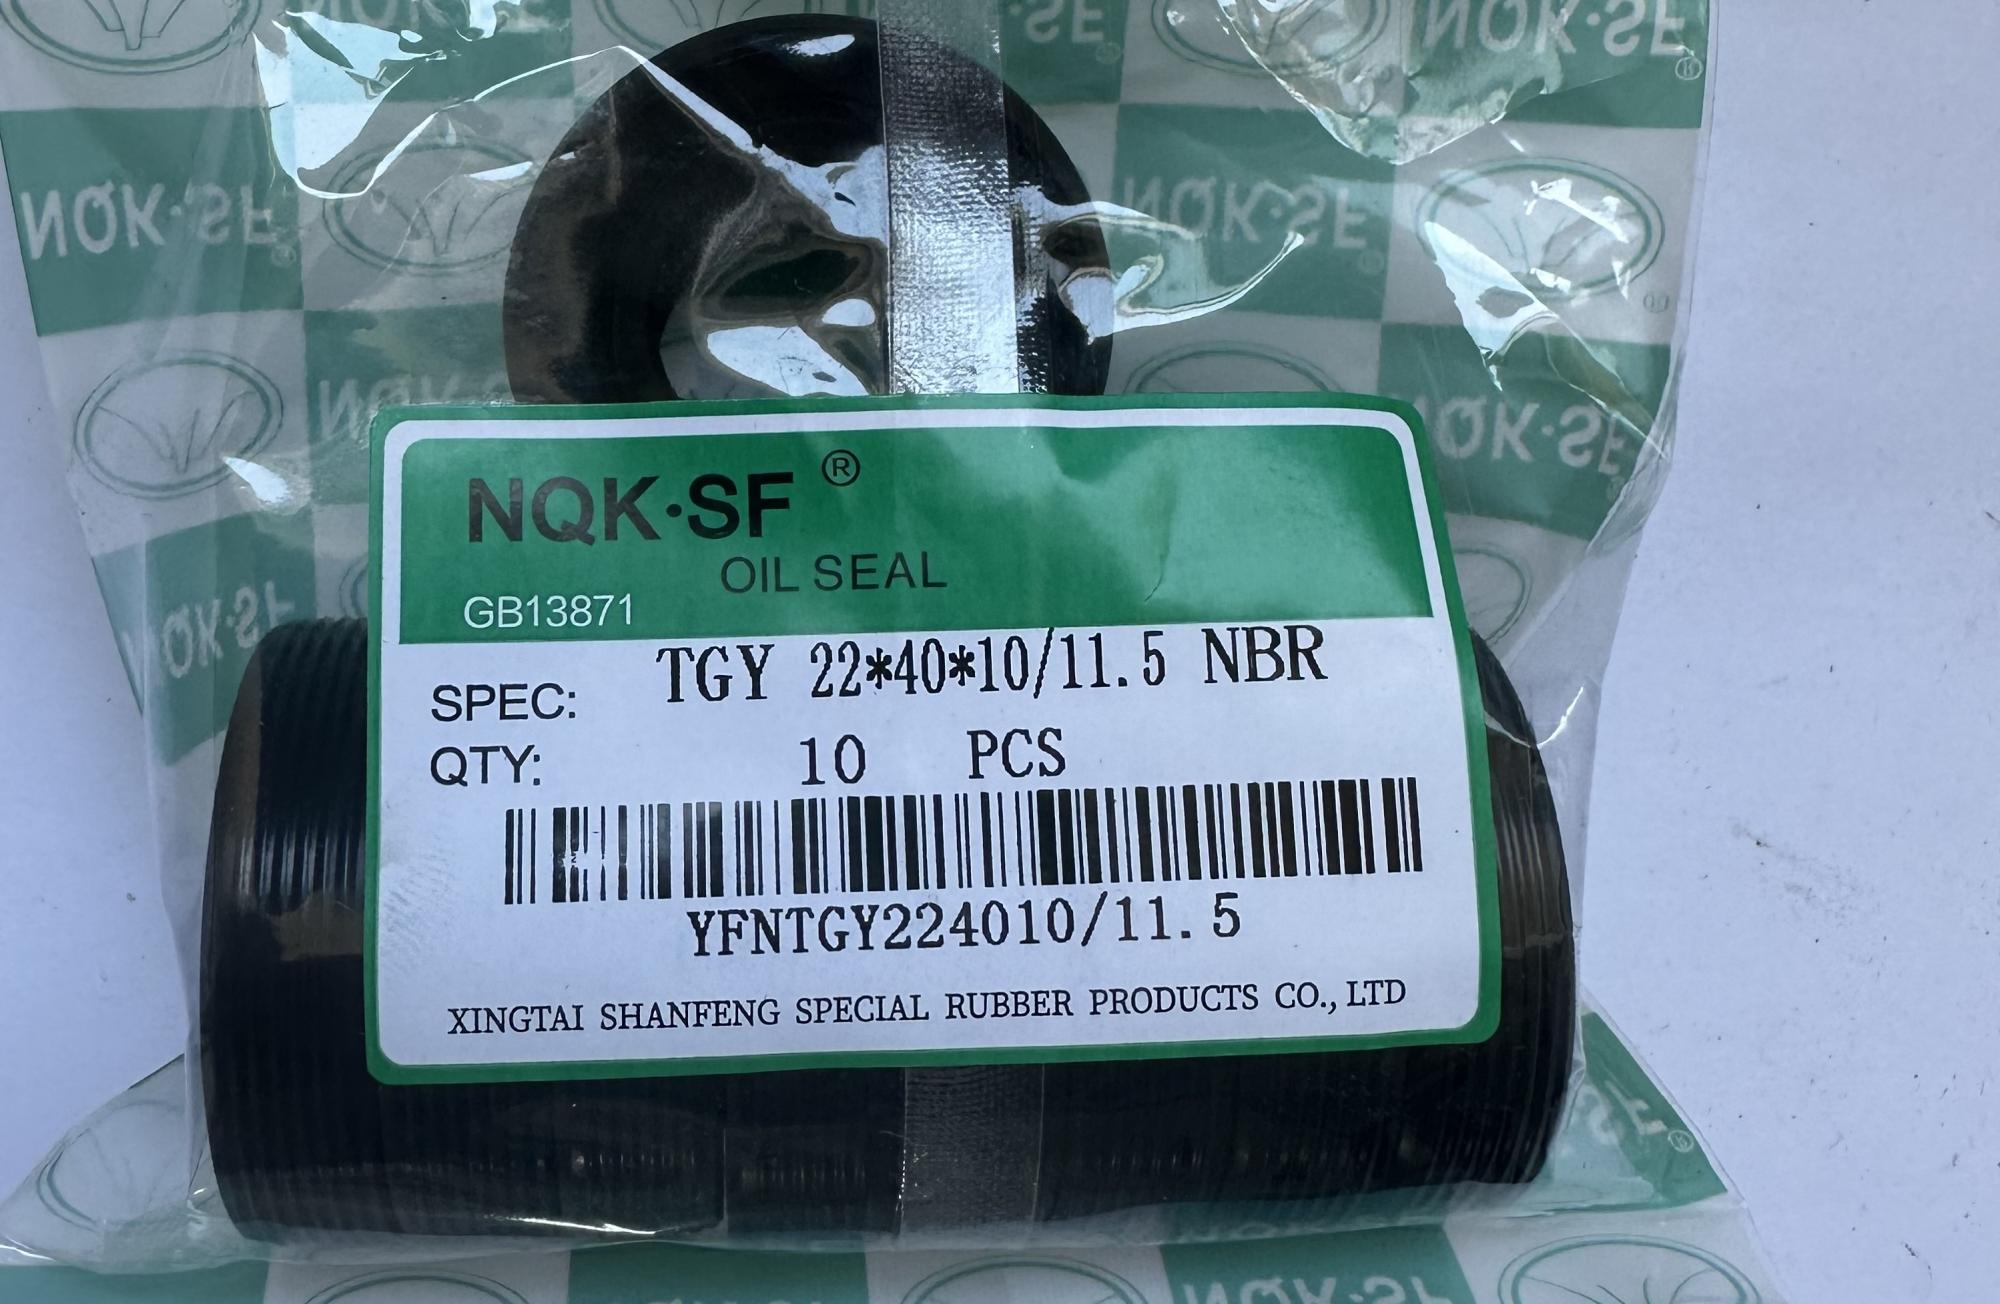 NQK·SF ®
OIL SEAL
GB13871
SPEC: TGY 22*40*10/11.5 NBR
QTY: 10 PCS
YFNTGY224010/11.5
XINGTAI SHANFENG SPECIAL RUBBER PRODUCTS CO., LTD